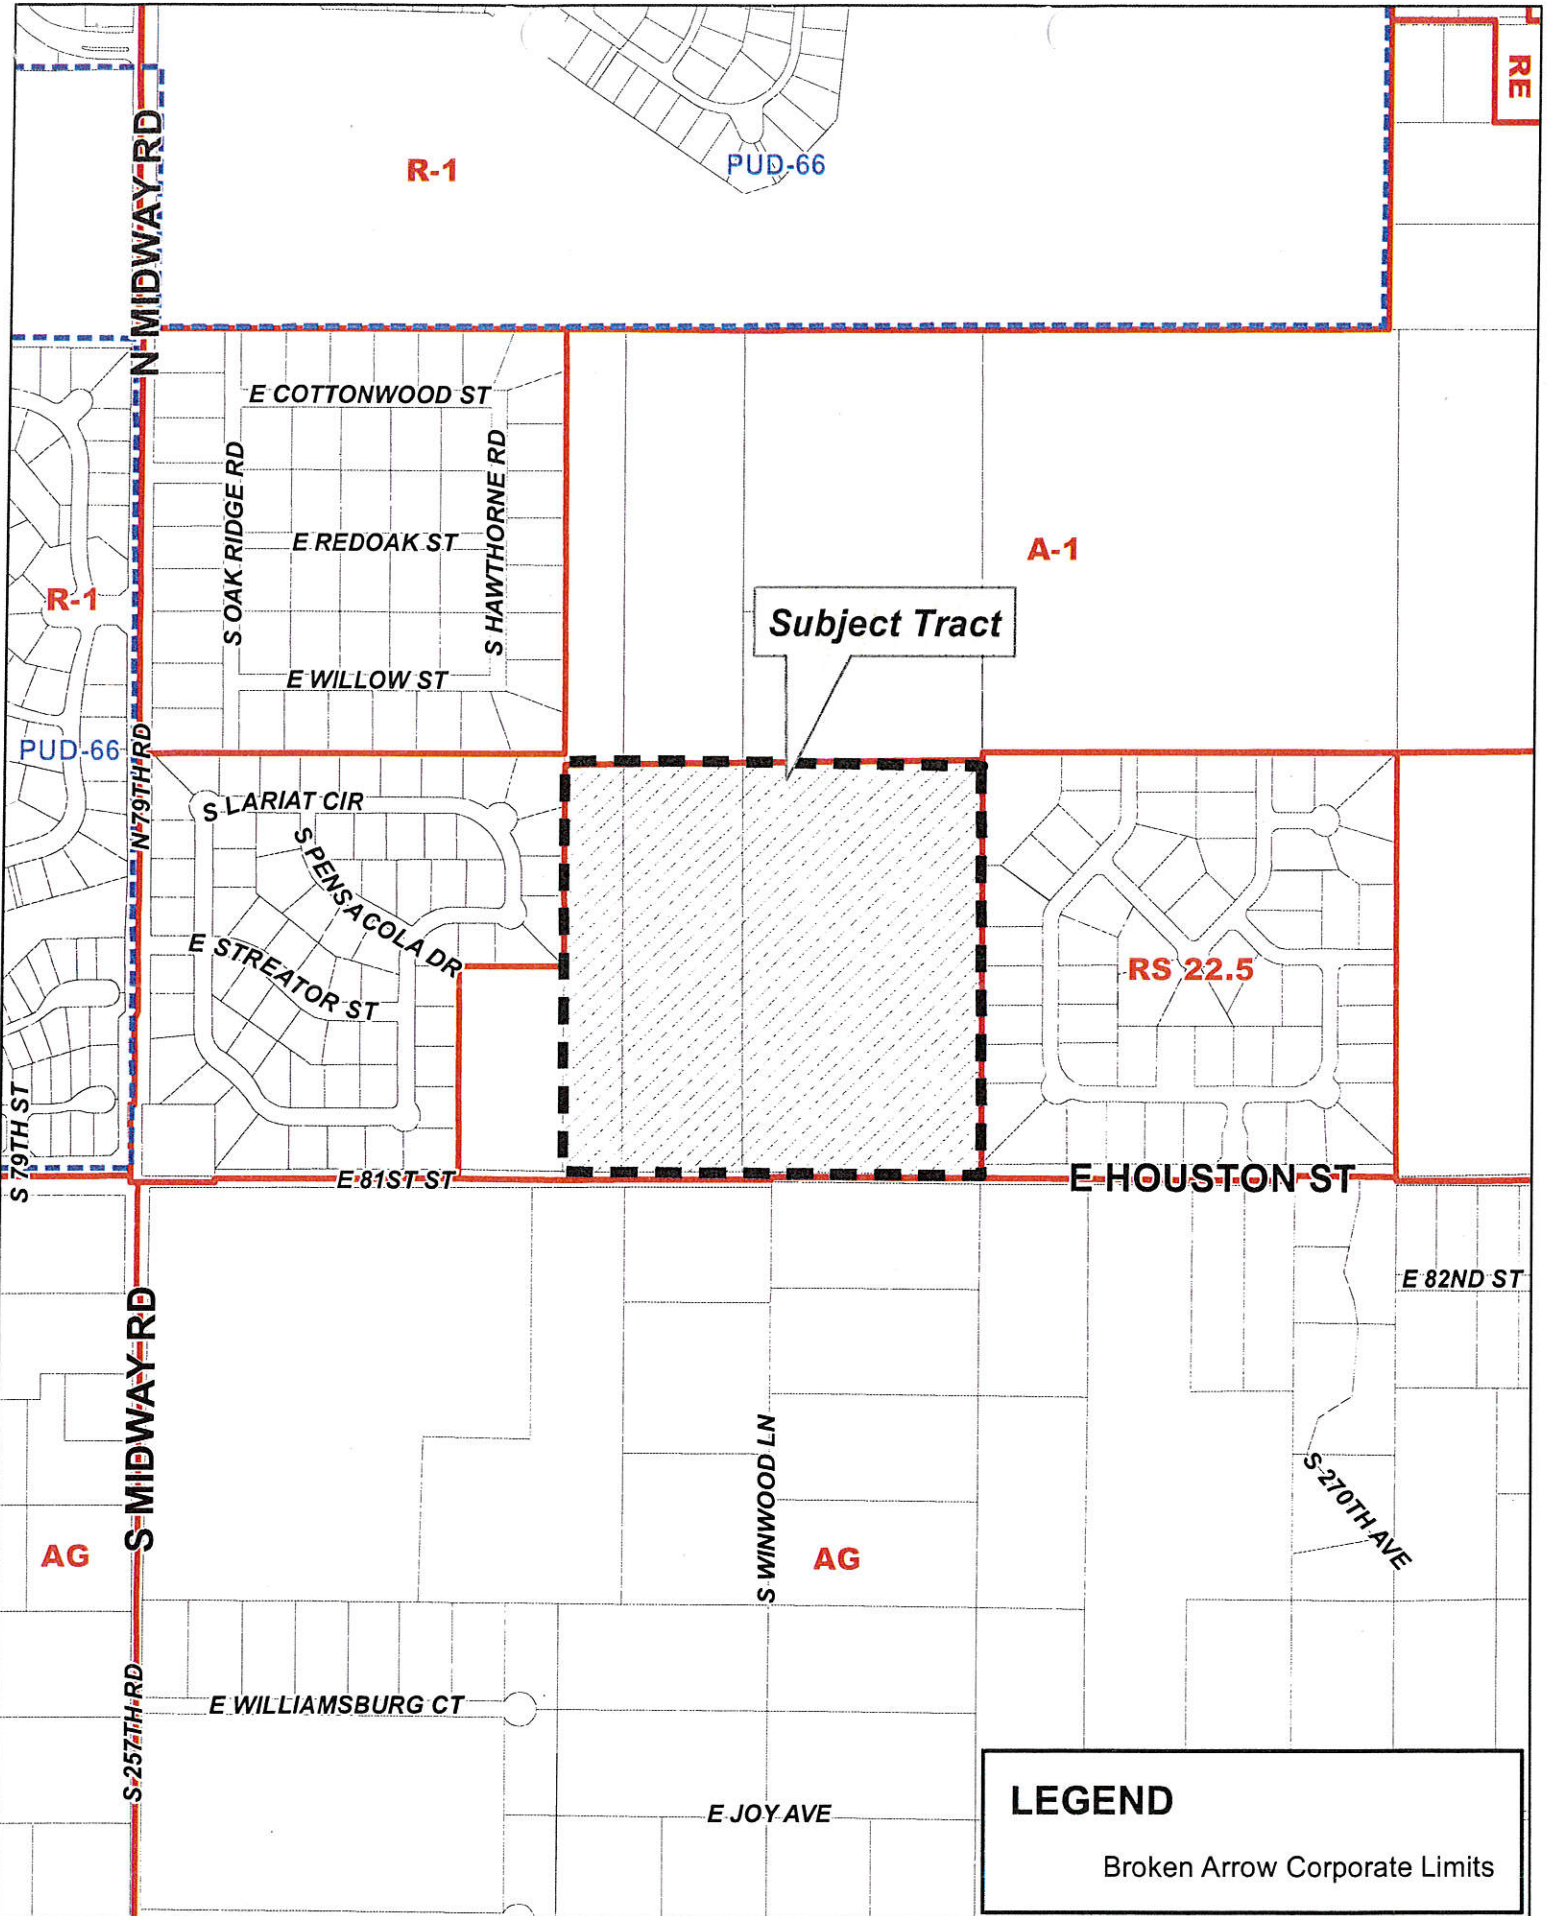 RE
R-1
PUD-66
N MIDWAY RD
E COTTONWOOD ST
S OAK RIDGE RD
S HAWTHORNE RD
E REDOAK ST
A-1
R-1
Subject Tract
E WILLOW ST
PUD-66
N 79TH RD
S LARIAT CIR
S PENSACOLA DR
E STREATOR ST
RS 22.5
S 79TH ST
E 81ST ST
E HOUSTON ST
E 82ND ST
S MIDWAY RD
S WINWOOD LN
S 270TH AVE
AG
AG
S 257TH RD
E WILLIAMSBURG CT
E JOY AVE
LEGEND
Broken Arrow Corporate Limits